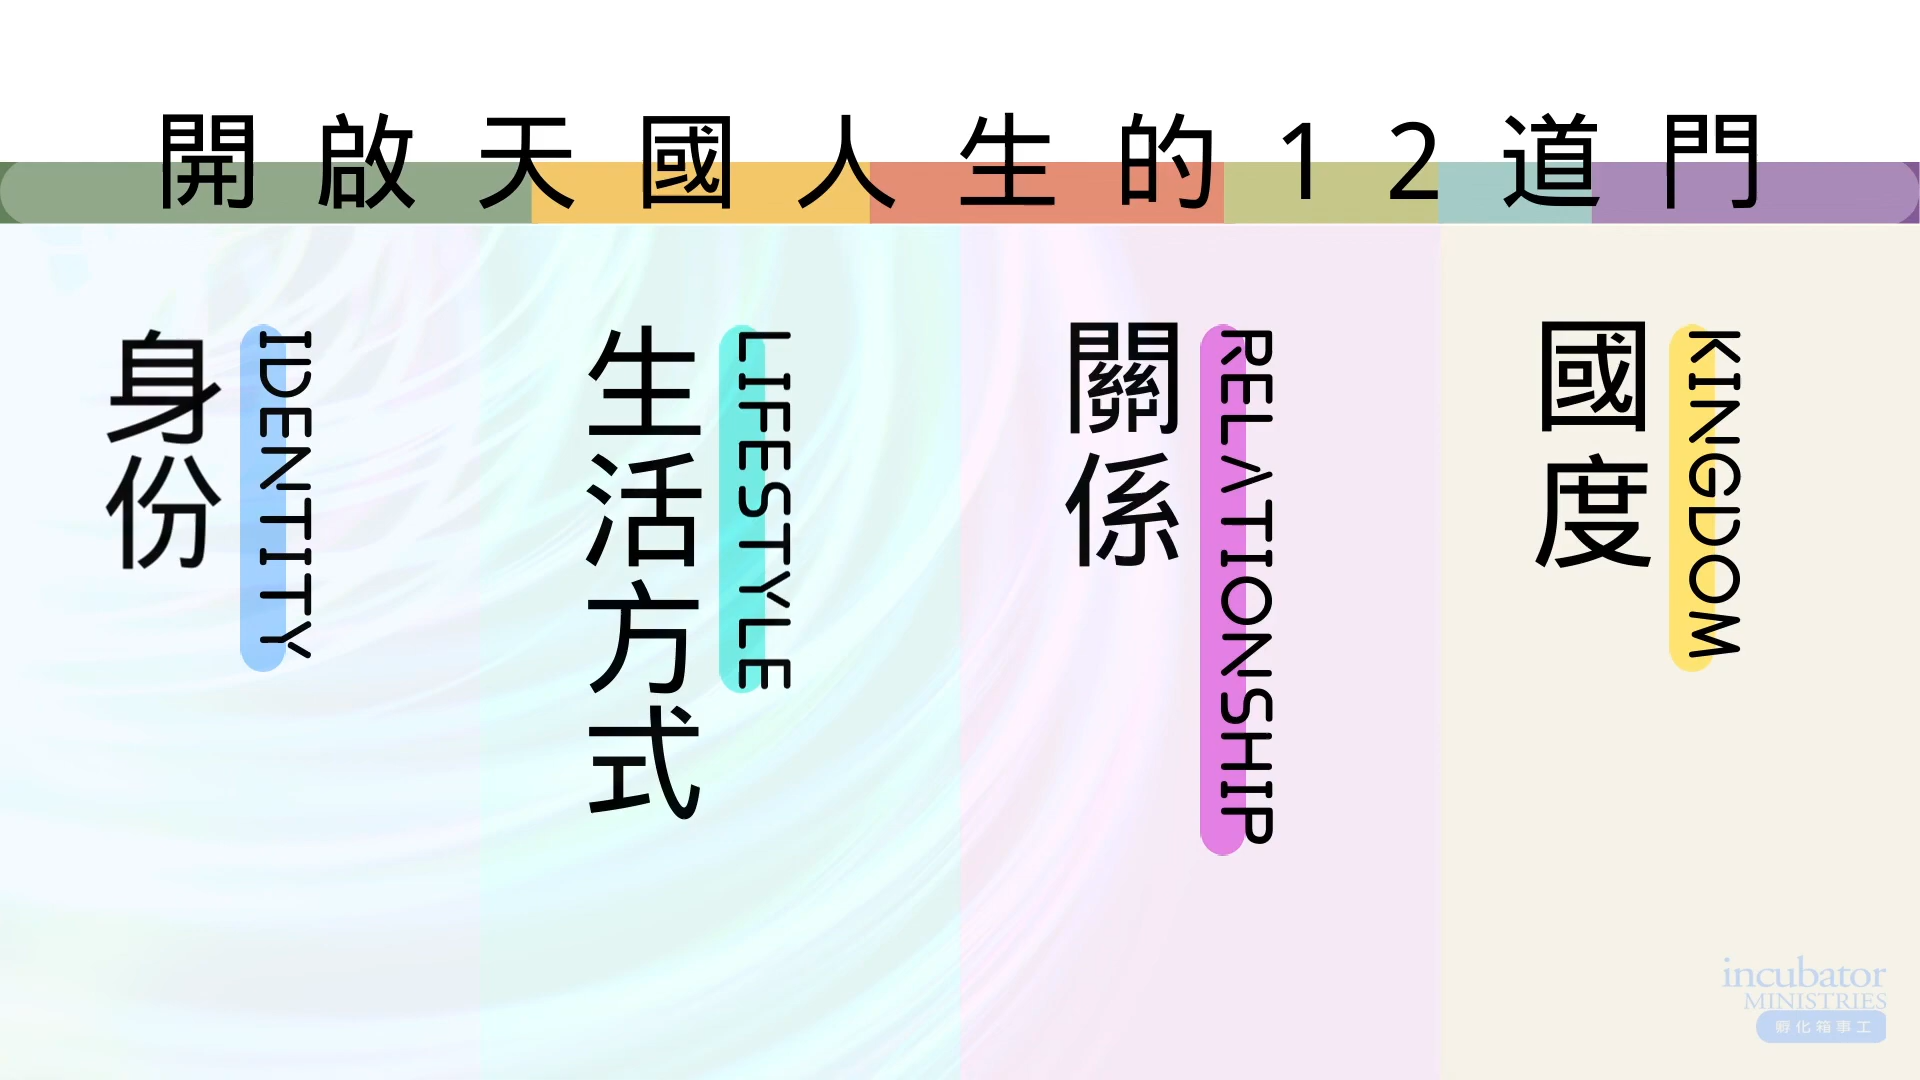 開啟天國人生的12道門
身份
IDENTITY
生活方式
LIFESTYLE
關係
RELATIONSHIP
國度
KINGDOM
incubator
MINISTRIES
孵化箱事工